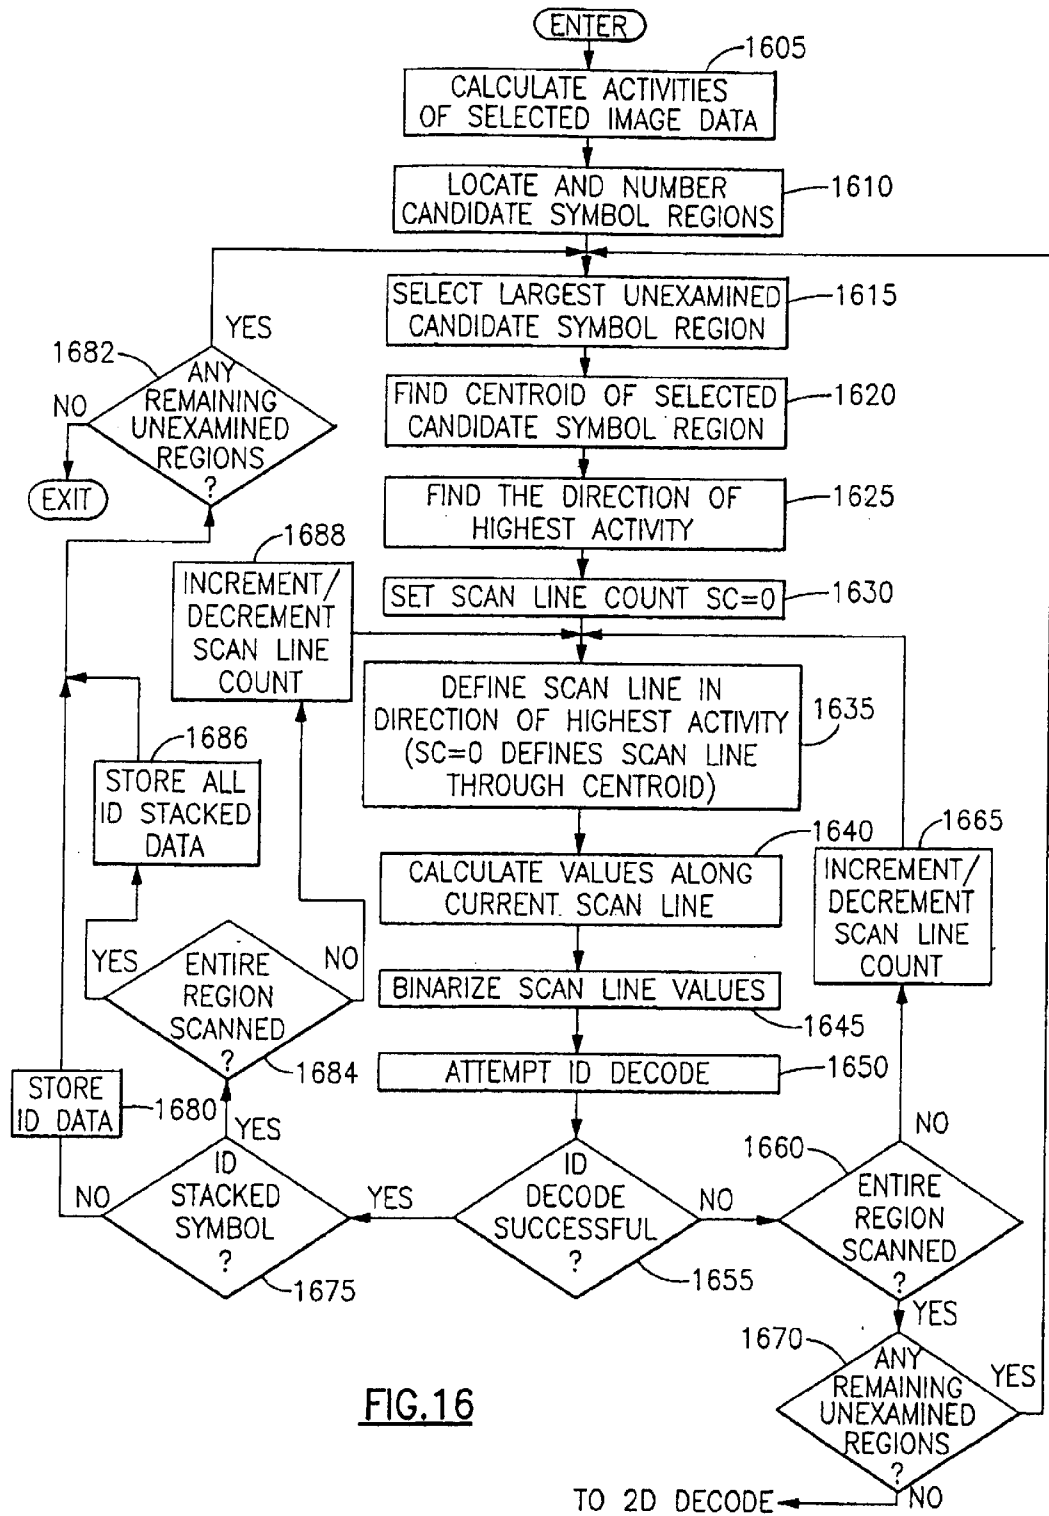 ENTER
1605
CALCULATE ACTIVITIES
OF SELECTED IMAGE DATA
LOCATE AND NUMBER
CANDIDATE SYMBOL REGIONS
1610
SELECT LARGEST UNEXAMINED
CANDIDATE SYMBOL REGION
1615
YES
1682
ANY
REMAINING
UNEXAMINED
REGIONS
?
NO
EXIT
FIND CENTROID OF SELECTED
CANDIDATE SYMBOL REGION
1620
FIND THE DIRECTION OF
HIGHEST ACTIVITY
1625
1688
INCREMENT/
DECREMENT
SCAN LINE
COUNT
SET SCAN LINE COUNT SC=0
1630
DEFINE SCAN LINE IN
DIRECTION OF HIGHEST ACTIVITY
(SC=0 DEFINES SCAN LINE
THROUGH CENTROID)
1635
1686
STORE ALL
ID STACKED
DATA
1640
CALCULATE VALUES ALONG
CURRENT SCAN LINE
1665
INCREMENT/
DECREMENT
SCAN LINE
COUNT
YES
ENTIRE
REGION
SCANNED
?
NO
1684
BINARIZE SCAN LINE VALUES
1645
ATTEMPT ID DECODE
1650
STORE
ID DATA
1680
YES
NO
ID
STACKED
SYMBOL
?
1675
YES
ID
DECODE
SUCCESSFUL
?
1655
NO
1660
NO
ENTIRE
REGION
SCANNED
?
YES
1670
ANY
REMAINING
UNEXAMINED
REGIONS
?
YES
NO
TO 2D DECODE
FIG.16